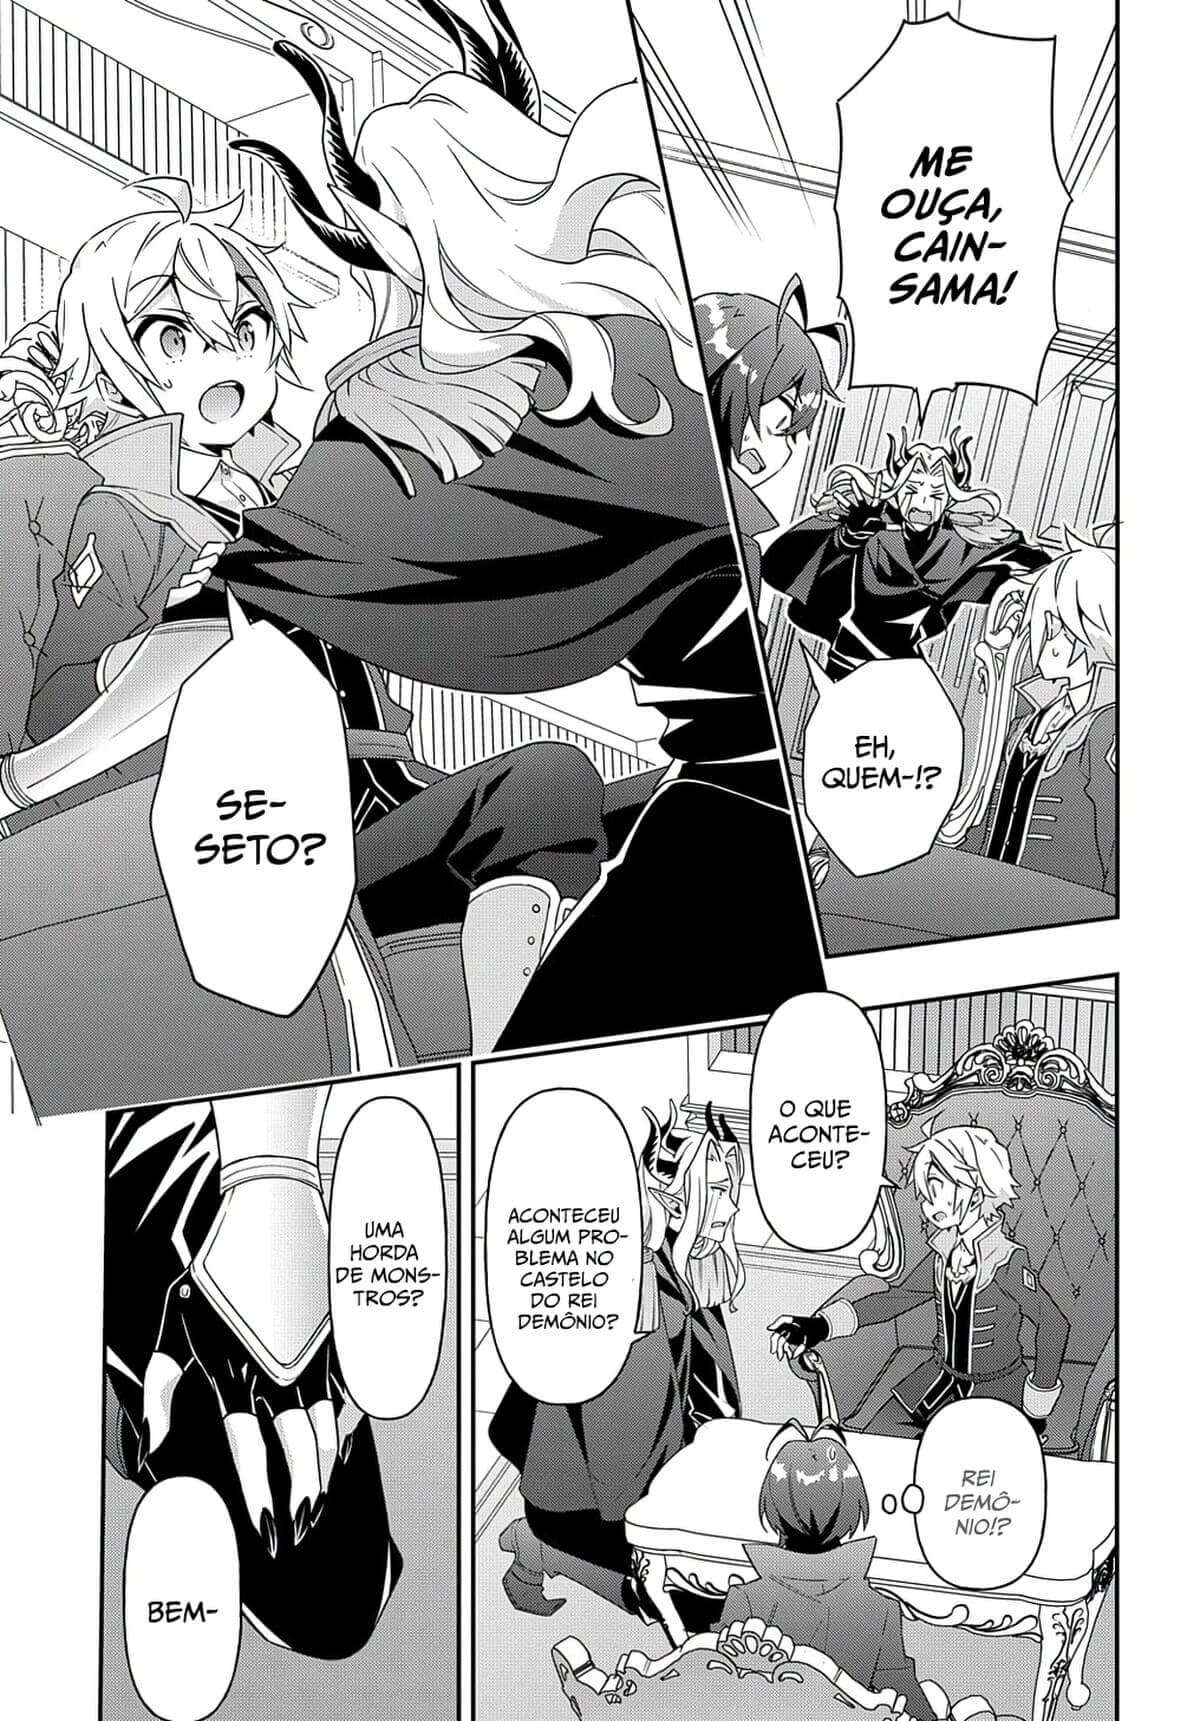 ME
OUÇA,
CAIN-
SAMA!
EH,
QUEM-!?
SE-
SETO?
O QUE
ACONTE-
CEU?
ACONTECEU
ALGUM PRO-
BLEMA NO
CASTELO
DO REI
DEMÔNIO?
REI
DEMÔ-
NIO!?
UMA
HORDA
DE MONS-
TROS?
BEM-